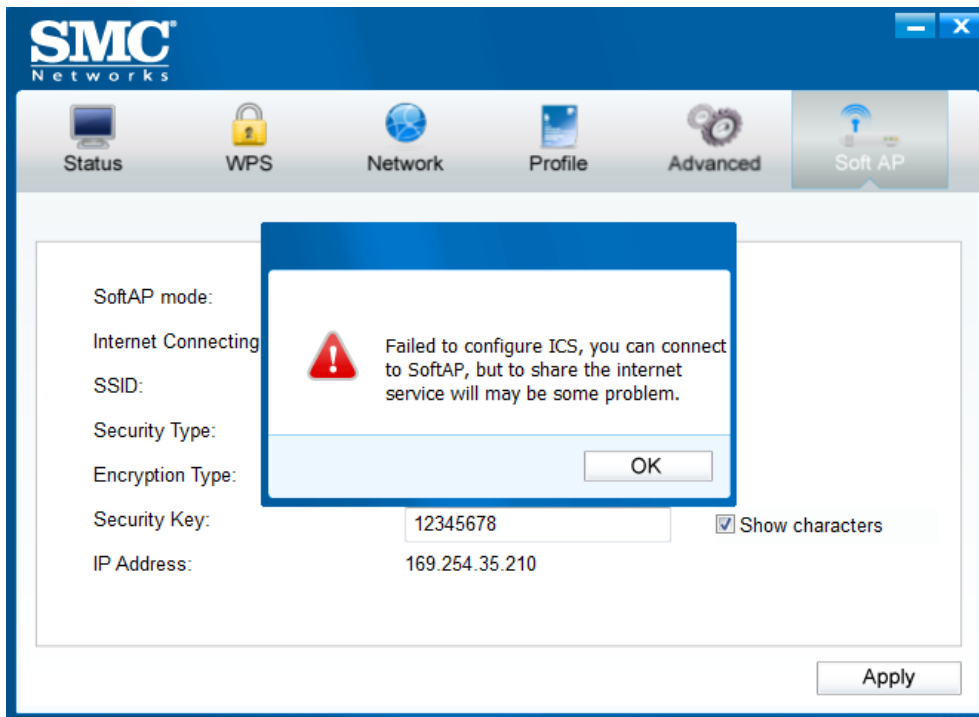 SMC®
Networks
Status
WPS
Network
Profile
Advanced
Soft AP
SoftAP mode:
Internet Connecting
SSID:
Security Type:
Encryption Type:
Failed to configure ICS, you can connect
to SoftAP, but to share the internet
service will may be some problem.
OK
Security Key: 12345678 Show characters
IP Address: 169.254.35.210
Apply